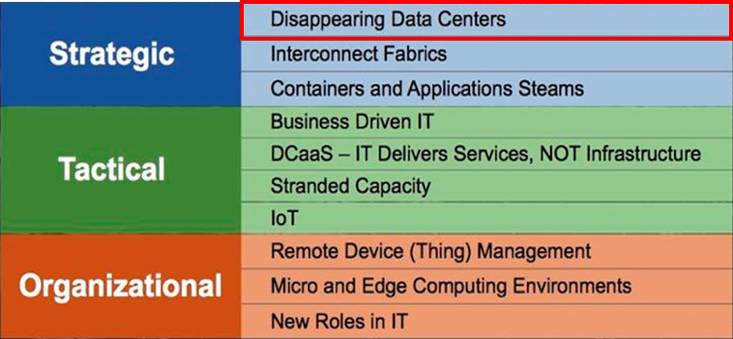 Strategic
Disappearing Data Centers
Interconnect Fabrics
Containers and Applications Steams
Tactical
Business Driven IT
DCaaS – IT Delivers Services, NOT Infrastructure
Stranded Capacity
IoT
Organizational
Remote Device (Thing) Management
Micro and Edge Computing Environments
New Roles in IT